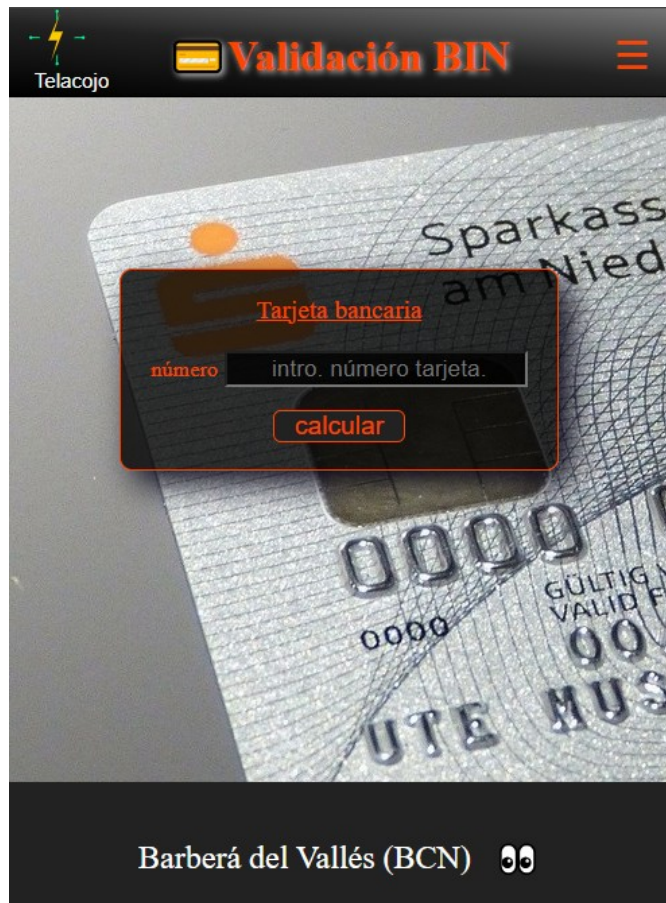 Telacojo
Validación BIN
Sparkass
am Nied
Tarjeta bancaria
número
intro. número tarjeta.
calcular
0000
GÜLTIG
VALID F
0000
00
UTE MUS
Barberá del Vallés (BCN)